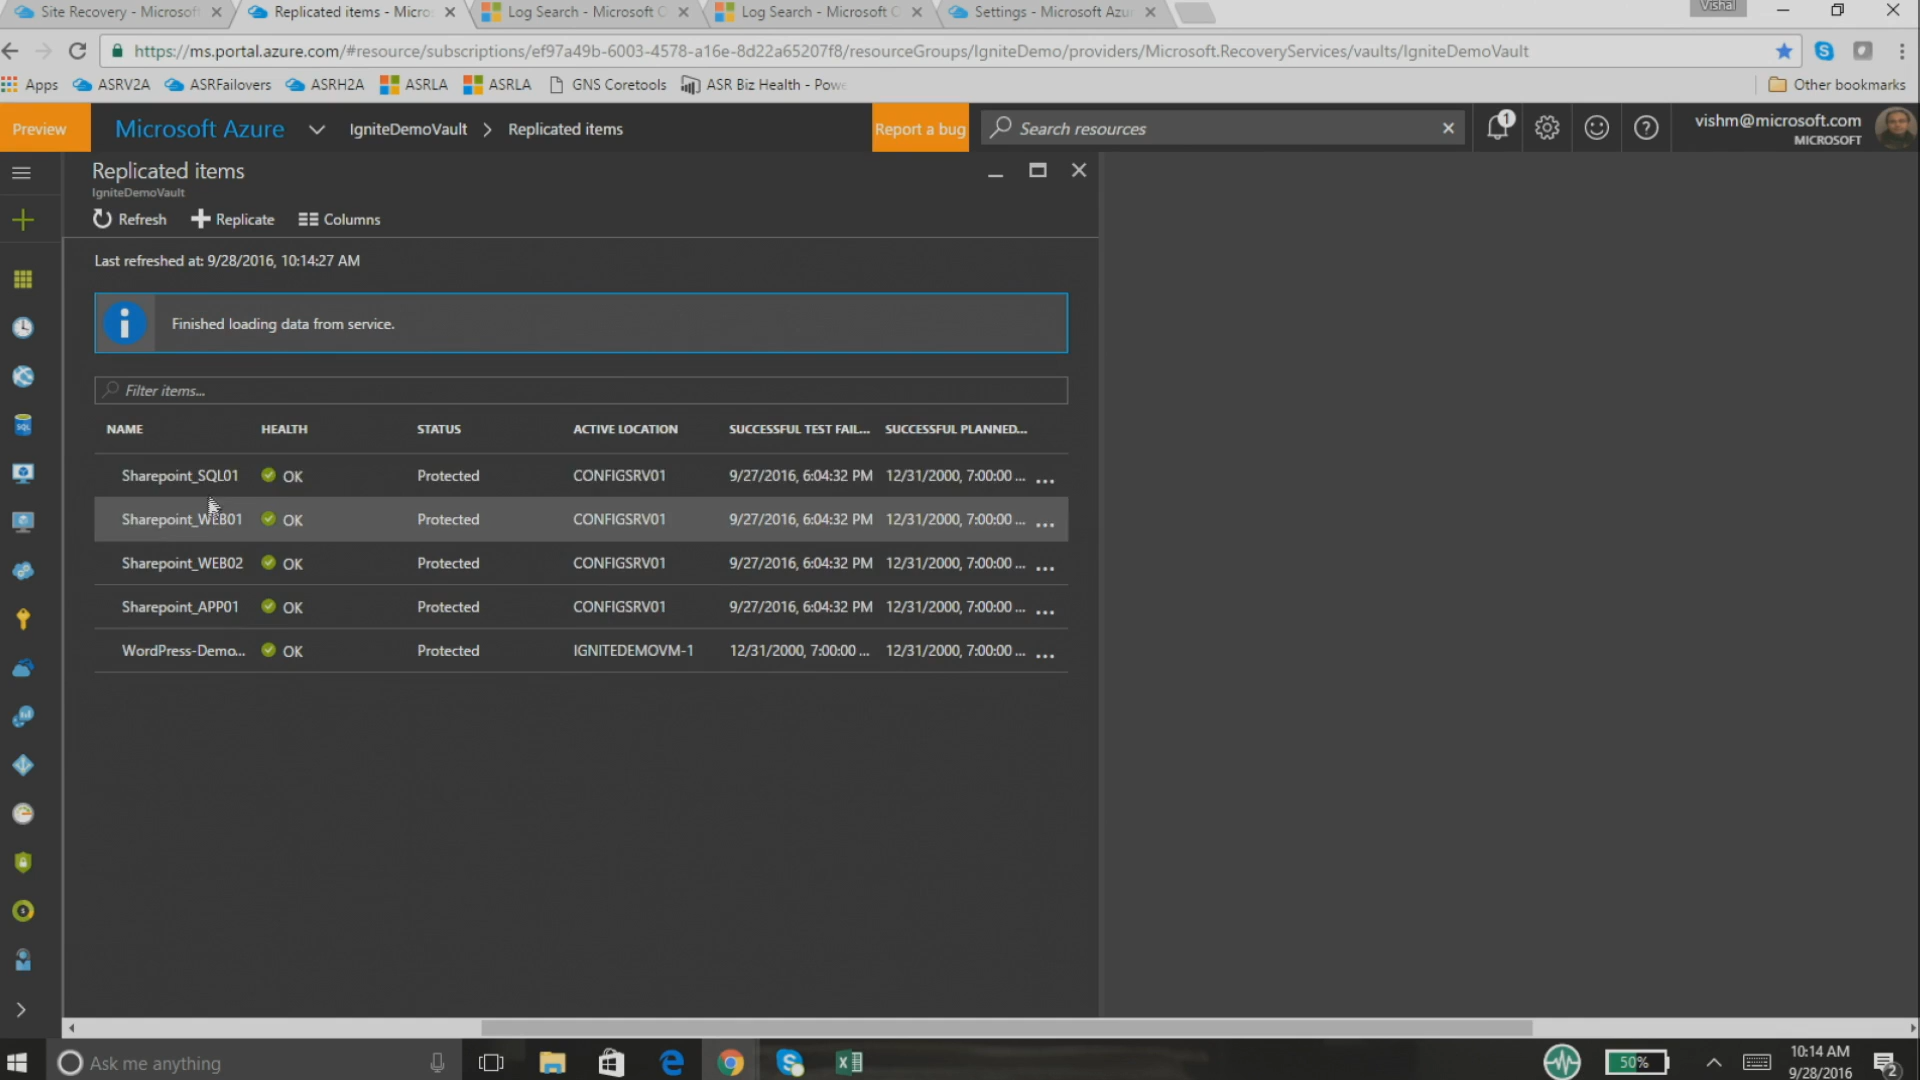 Site Recovery - Microsoft
Replicated items - Micro
Log Search - Microsoft C
Log Search - Microsoft C
Settings - Microsoft Azu
Vishal
https://ms.portal.azure.com/#resource/subscriptions/ef97a49b-6003-4578-a16e-8d22a65207f8/resourceGroups/IgniteDemo/providers/Microsoft.RecoveryServices/vaults/IgniteDemoVault
Apps ASRV2A ASRFailovers ASRH2A ASRLA ASRLA GNS Coretools ASR Biz Health - Powe Other bookmarks
Preview Microsoft Azure IgniteDemoVault > Replicated items Report a bug Search resources 1 vishm@microsoft.com
MICROSOFT
Replicated items
IgniteDemoVault
Refresh Replicate Columns
Last refreshed at: 9/28/2016, 10:14:27 AM
Finished loading data from service.
Filter items...
NAME HEALTH STATUS ACTIVE LOCATION SUCCESSFUL TEST FAIL... SUCCESSFUL PLANNED...
Sharepoint_SQL01 OK Protected CONFIGSRV01 9/27/2016, 6:04:32 PM 12/31/2000, 7:00:00 ... ...
Sharepoint_WEB01 OK Protected CONFIGSRV01 9/27/2016, 6:04:32 PM 12/31/2000, 7:00:00 ... ...
Sharepoint_WEB02 OK Protected CONFIGSRV01 9/27/2016, 6:04:32 PM 12/31/2000, 7:00:00 ... ...
Sharepoint_APP01 OK Protected CONFIGSRV01 9/27/2016, 6:04:32 PM 12/31/2000, 7:00:00 ... ...
WordPress-Demo... OK Protected IGNITEDEMOVM-1 12/31/2000, 7:00:00 ... 12/31/2000, 7:00:00 ... ...
Ask me anything
50%
10:14 AM
9/28/2016
2